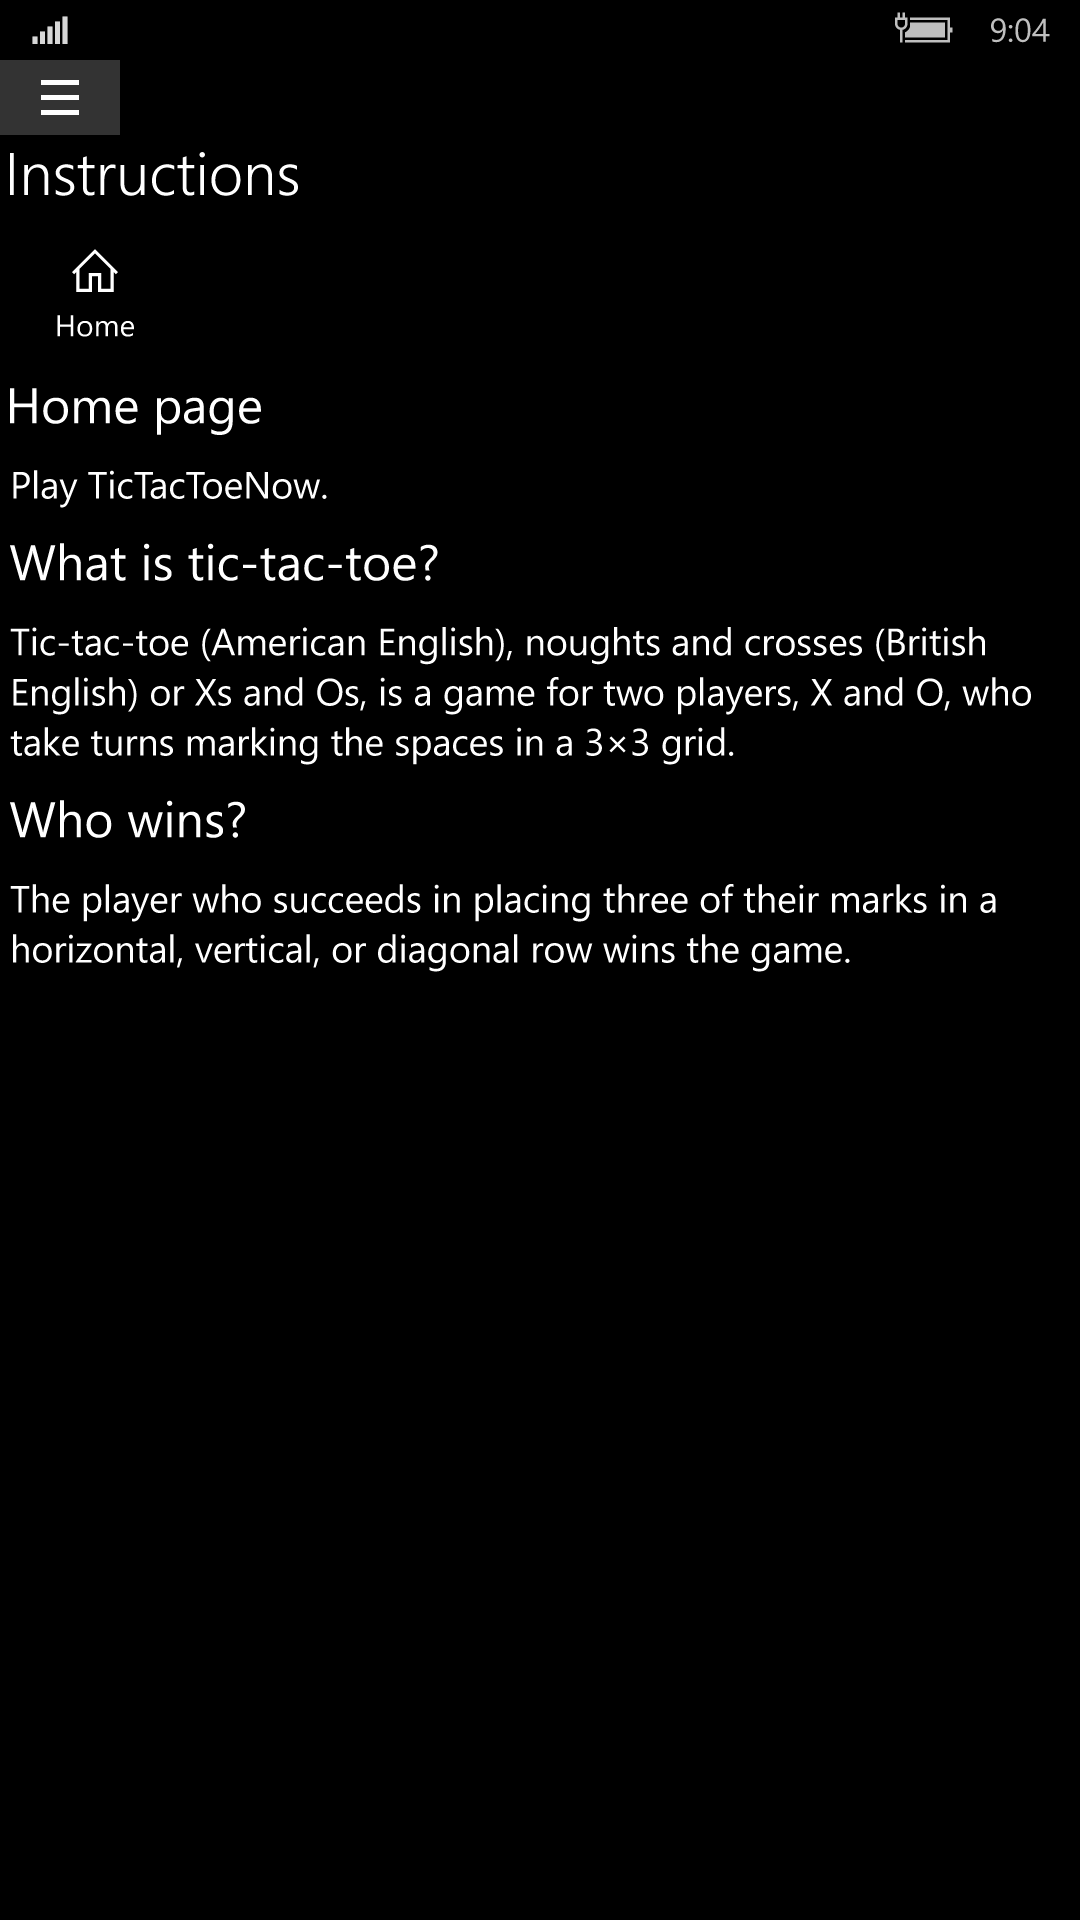 9:04
Instructions
Home
Home page
Play TicTacToeNow.
What is tic-tac-toe?
Tic-tac-toe (American English), noughts and crosses (British
English) or Xs and Os, is a game for two players, X and O, who
take turns marking the spaces in a 3×3 grid.
Who wins?
The player who succeeds in placing three of their marks in a
horizontal, vertical, or diagonal row wins the game.